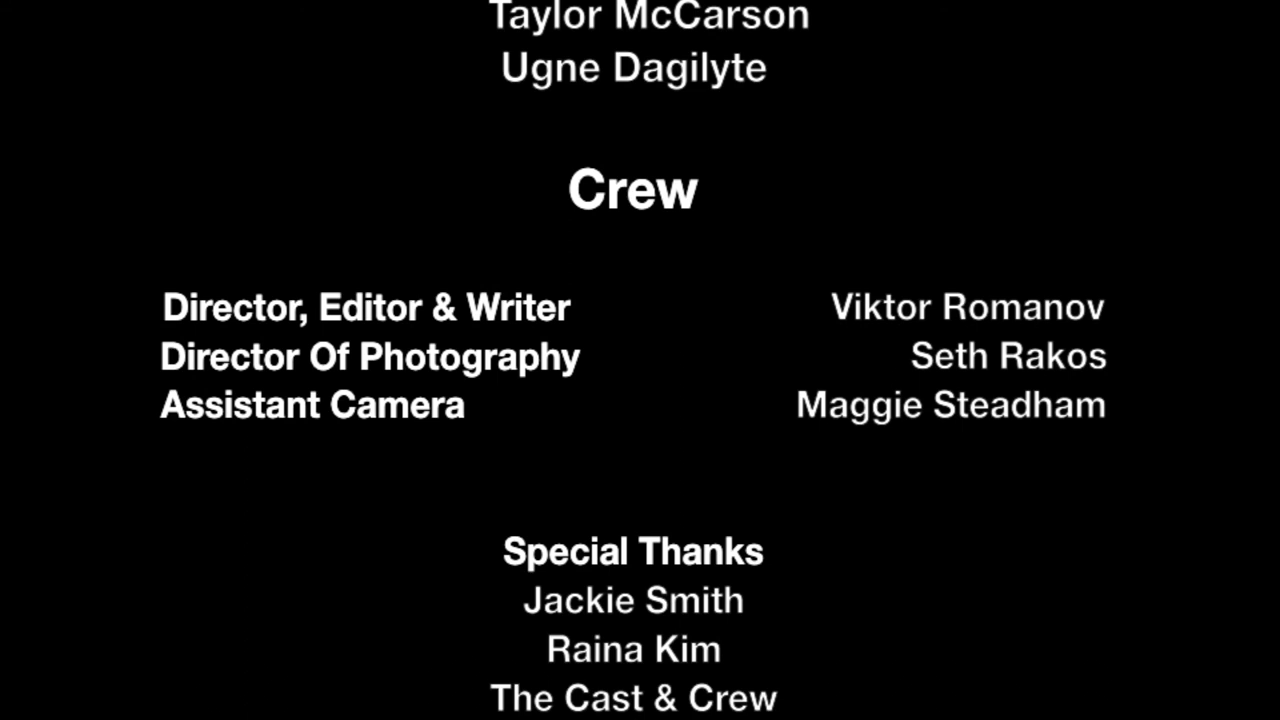 Taylor McCarson
Ugne Dagilyte
Crew
Director, Editor & Writer Viktor Romanov
Director Of Photography Seth Rakos
Assistant Camera Maggie Steadham
Special Thanks
Jackie Smith
Raina Kim
The Cast & Crew